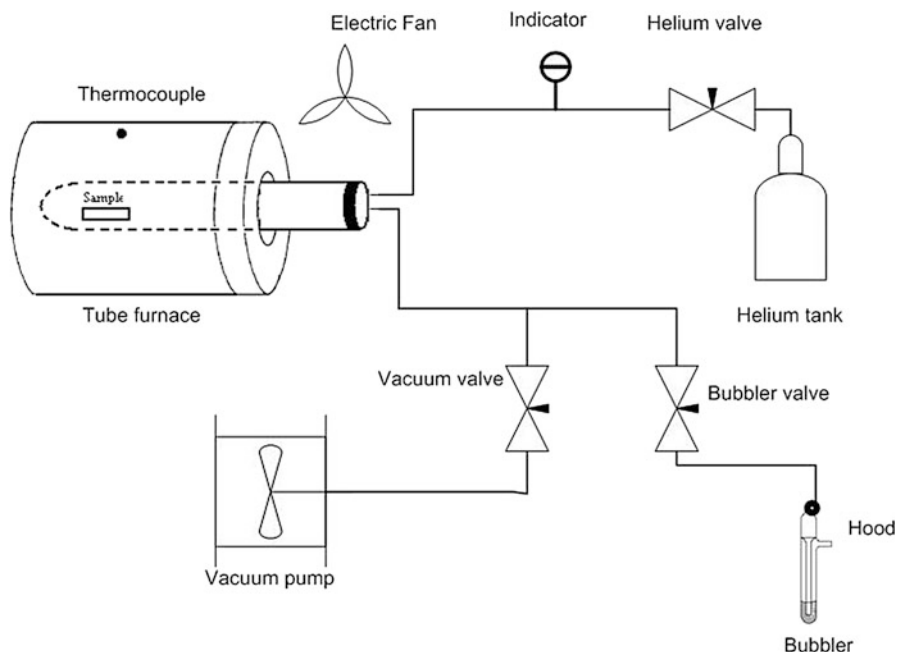 Electric Fan
Indicator
Helium valve
Thermocouple
Sample
Tube furnace
Helium tank
Vacuum valve
Bubbler valve
Vacuum pump
Hood
Bubbler